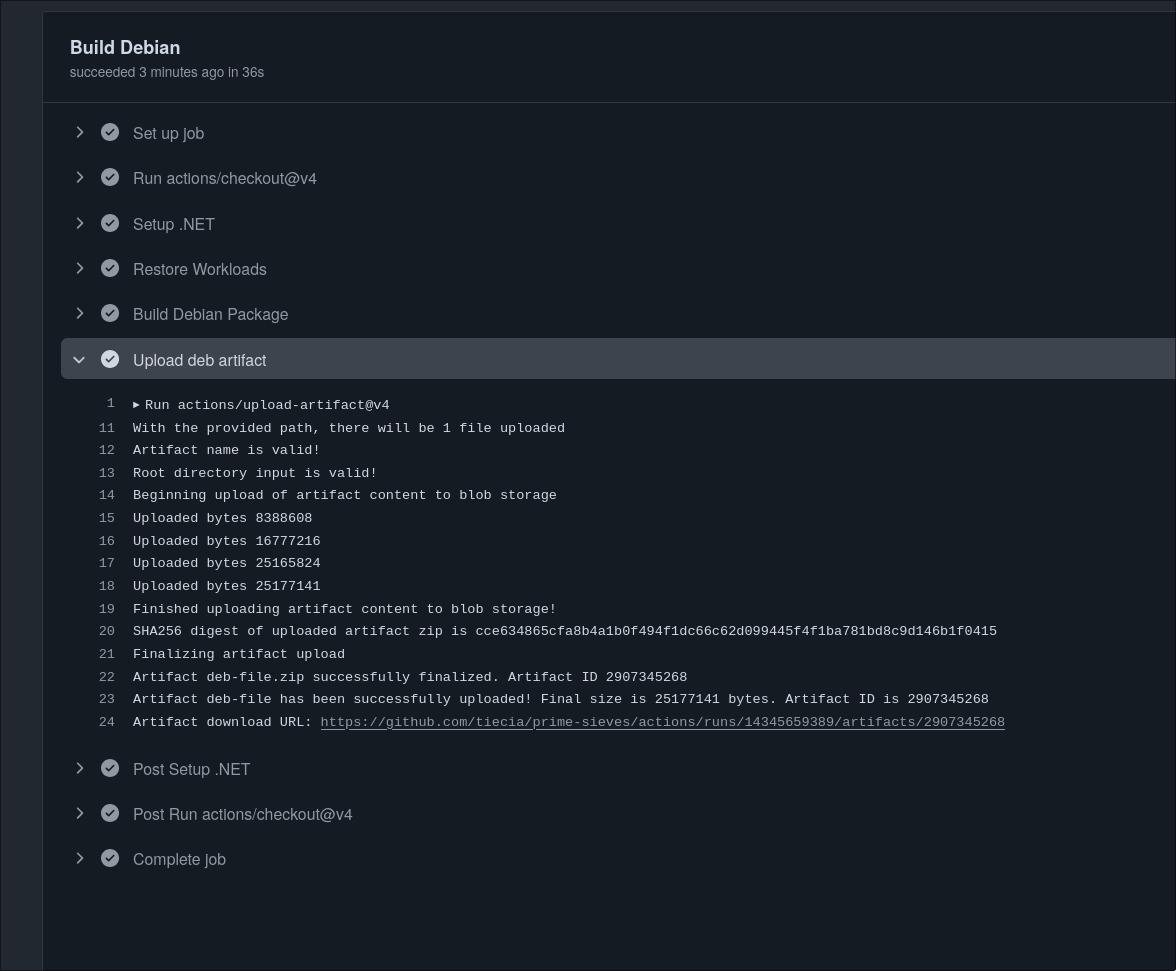 Build Debian
succeeded 3 minutes ago in 36s
Set up job
Run actions/checkout@v4
Setup .NET
Restore Workloads
Build Debian Package
Upload deb artifact
1 ▶ Run actions/upload-artifact@v4
11 With the provided path, there will be 1 file uploaded
12 Artifact name is valid!
13 Root directory input is valid!
14 Beginning upload of artifact content to blob storage
15 Uploaded bytes 8388608
16 Uploaded bytes 16777216
17 Uploaded bytes 25165824
18 Uploaded bytes 25177141
19 Finished uploading artifact content to blob storage!
20 SHA256 digest of uploaded artifact zip is cce634865cfa8b4a1b0f494f1dc66c62d099445f4f1ba781bd8c9d146b1f0415
21 Finalizing artifact upload
22 Artifact deb-file.zip successfully finalized. Artifact ID 2907345268
23 Artifact deb-file has been successfully uploaded! Final size is 25177141 bytes. Artifact ID is 2907345268
24 Artifact download URL: https://github.com/tiecia/prime-sieves/actions/runs/14345659389/artifacts/2907345268
Post Setup .NET
Post Run actions/checkout@v4
Complete job